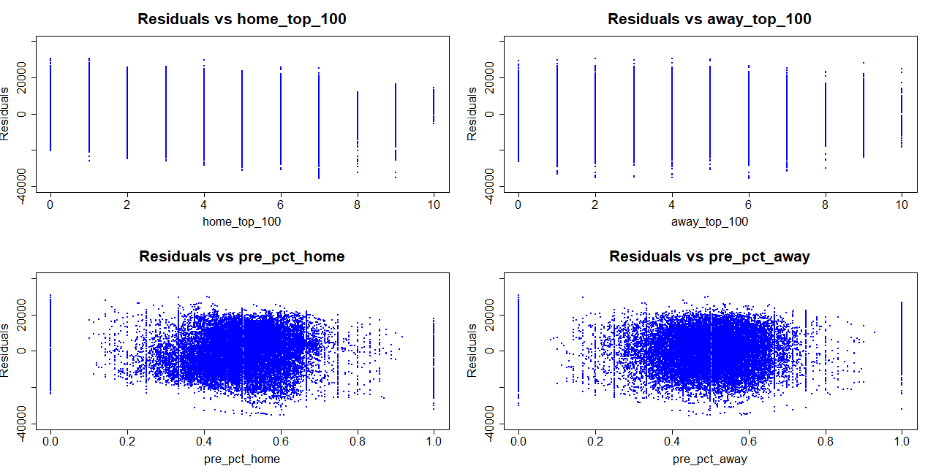 Residuals vs home_top_100
Residuals
20000
0
-40000
0 2 4 6 8 10
home_top_100
Residuals vs away_top_100
Residuals
20000
0
-40000
0 2 4 6 8 10
away_top_100
Residuals vs pre_pct_home
Residuals
20000
0
-40000
0.0 0.2 0.4 0.6 0.8 1.0
pre_pct_home
Residuals vs pre_pct_away
Residuals
20000
0
-40000
0.0 0.2 0.4 0.6 0.8 1.0
pre_pct_away